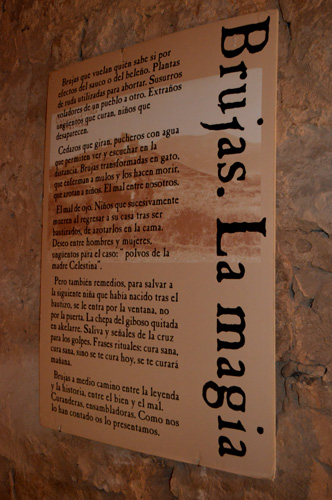 Brujas. La magia
Brujas que vuelan quién sabe si por
efectos del sauco o del beleño. Plantas
de ruda utilizadas para abortar. Susurros
voladores de un pueblo a otro. Extraños
ungüentos que curan, niños que
desaparecen.
Cedazos que giran, pucheros con agua
que permiten ver y escuchar en la
distancia. Brujas transformadas en gato,
que enferman a mulos y los hacen morir,
que azotan a niños. El mal entre nosotros.
El mal de ojo. Niños que sucesivamente
mueren al regresar a su casa tras ser
bautizados, de azotarlos en la cama.
Deseo entre hombres y mujeres,
ungüentos para el caso: " polvos de la
madre Celestina".
Pero también remedios, para salvar a
la siguiente niña que había nacido tras el
bautizo, se le entra por la ventana, no
por la puerta. La chepa del giboso quitada
en akelarre. Saliva y señales de la cruz
para los golpes. Frases rituales: cura sana,
cura sana, sino se te cura hoy, se te curará
mañana.
Brujas a medio camino entre la leyenda
y la historia, entre el bien y el mal.
Curanderas, ensambladoras. Como nos
lo han contado os lo presentamos.